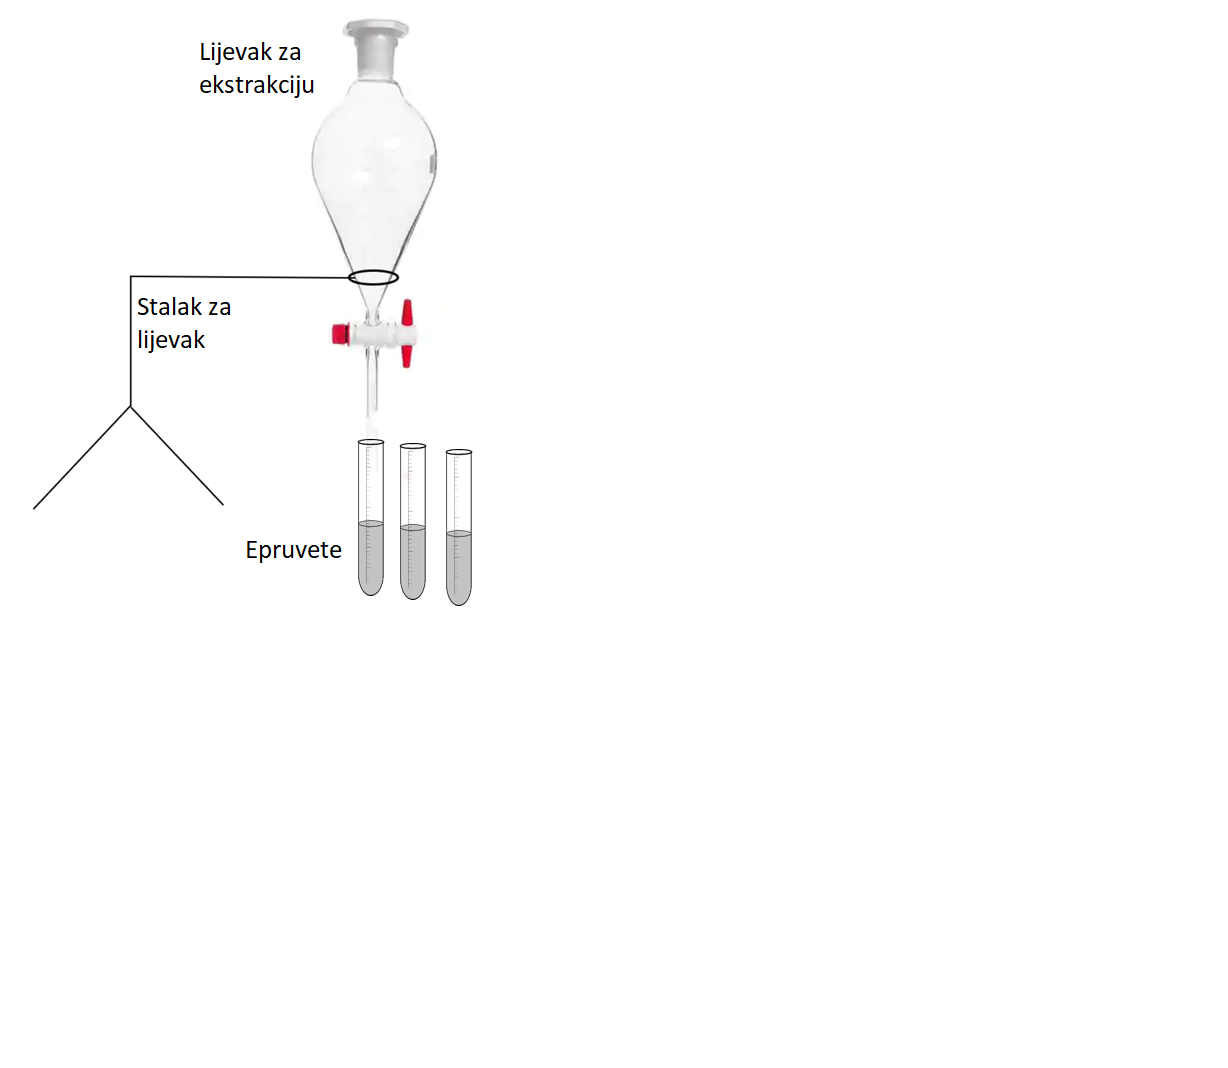 Lijevak za
ekstrakciju
Stalak za
lijevak
Epruvete